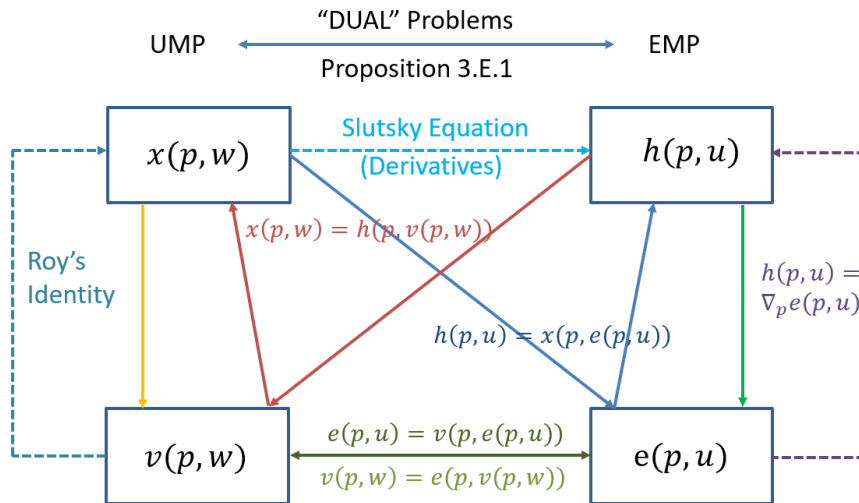 “DUAL” Problems
UMP
EMP
Proposition 3.E.1
x(p, w)
Slutsky Equation
(Derivatives)
h(p, u)
x(p, w) = h(p, v(p, w))
Roy’s
Identity
h(p, u) =
∇ₚe(p, u)
h(p, u) = x(p, e(p, u))
v(p, w)
e(p, u) = v(p, e(p, u))
v(p, w) = e(p, v(p, w))
e(p, u)